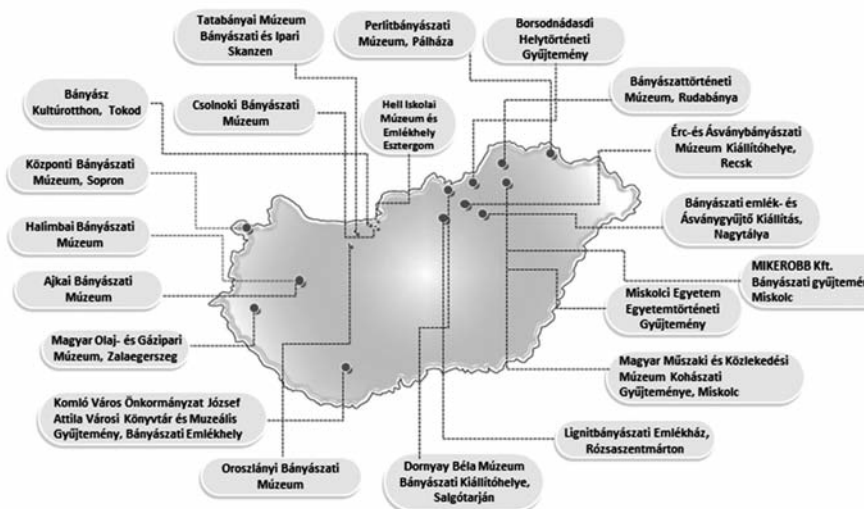 Tatabányai Múzeum
Bányászati és Ipari
Skanzen
Perlitbányászati
Múzeum, Pálháza
Borsodnádasdi
Helytörténeti
Gyűjtemény
Bányász
Kultúrotthon, Tokod
Csolnoki Bányászati
Múzeum
Hell Iskolai
Múzeum és
Emlékhely
Esztergom
Bányászattörténeti
Múzeum, Rudabánya
Érc-és Ásványbányászati
Múzeum Kiállítóhelye,
Recsk
Központi Bányászati
Múzeum, Sopron
Bányászati emlék- és
Ásványgyűjtő Kiállítás,
Nagytálya
Halimbai Bányászati
Múzeum
MIKEROBB Kft.
Bányászati gyűjtemé
Miskolc
Ajkai Bányászati
Múzeum
Miskolci Egyetem
Egyetemtörténeti
Gyűjtemény
Magyar Olaj- és Gázipari
Múzeum, Zalaegerszeg
Magyar Műszaki és Közlekedési
Múzeum Kohászati
Gyűjteménye, Miskolc
Komló Város Önkormányzat József
Attila Városi Könyvtár és Muzeális
Gyűjtemény, Bányászati Emlékhely
Lignitbányászati Emlékház,
Rózsaszentmárton
Oroszlányi Bányászati
Múzeum
Dornyay Béla Múzeum
Bányászati Kiállítóhelye,
Salgótarján